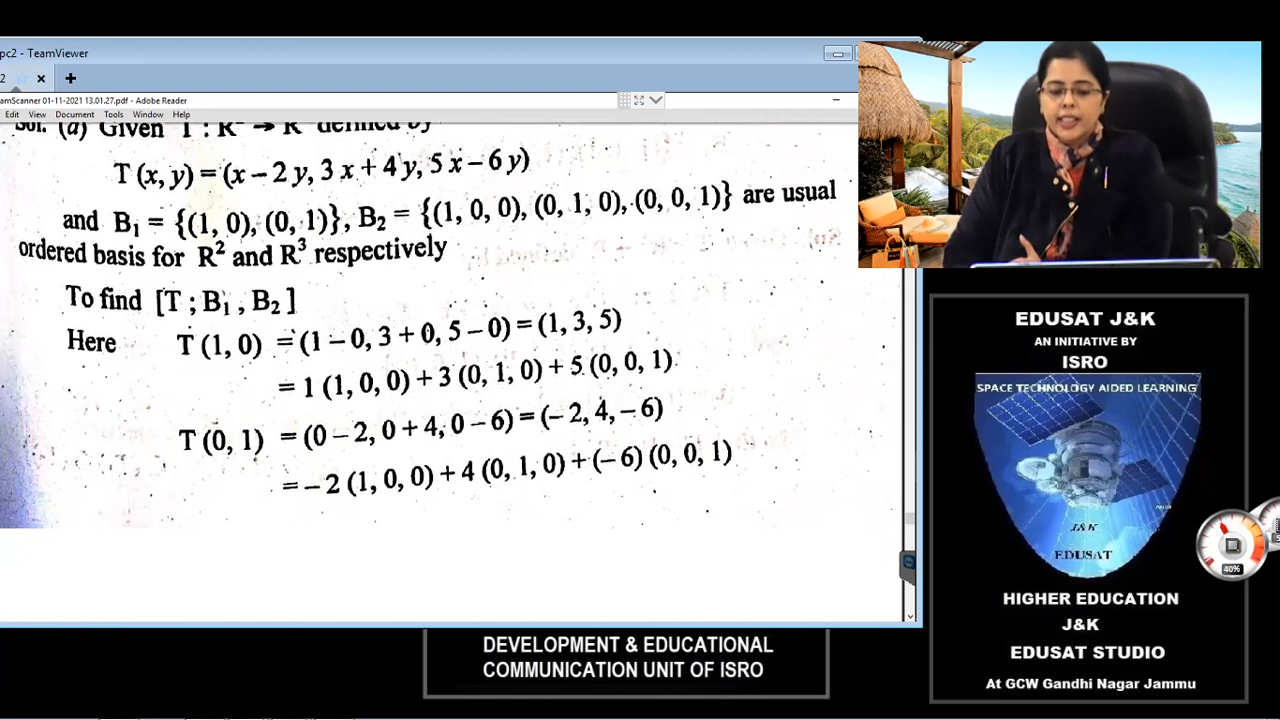 pc2 - TeamViewer
2
amScanner 01-11-2021 13.01.27.pdf - Adobe Reader
Edit View Document Tools Window Help
Sol. (a) Given T : R → R defined by
T (x, y) = (x − 2 y, 3 x + 4 y, 5 x − 6 y)
and B₁ = {(1, 0), (0, 1)}, B₂ = {(1, 0, 0), (0, 1, 0), (0, 0, 1)} are usual
ordered basis for R² and R³ respectively
To find [T ; B₁ , B₂ ]
Here T (1, 0) = (1 − 0, 3 + 0, 5 − 0) = (1, 3, 5)
= 1 (1, 0, 0) + 3 (0, 1, 0) + 5 (0, 0, 1)
T (0, 1) = (0 − 2, 0 + 4, 0 − 6) = (− 2, 4, − 6)
= − 2 (1, 0, 0) + 4 (0, 1, 0) + (− 6) (0, 0, 1)
EDUSAT J&K
AN INITIATIVE BY
ISRO
SPACE TECHNOLOGY AIDED LEARNING
J&K
EDUSAT
40%
HIGHER EDUCATION
J&K
EDUSAT STUDIO
At GCW Gandhi Nagar Jammu
DEVELOPMENT & EDUCATIONAL
COMMUNICATION UNIT OF ISRO